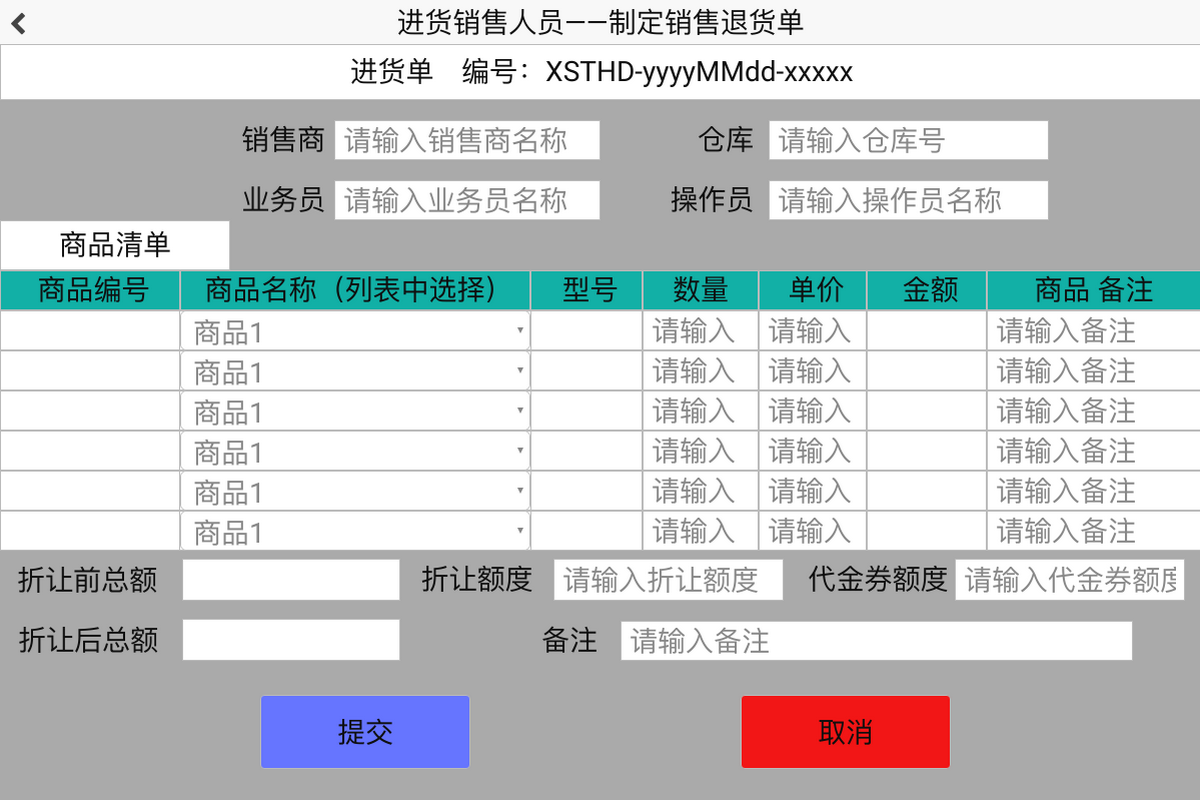 进货销售人员——制定销售退货单
进货单 编号：XSTHD-yyyyMMdd-xxxxx
销售商 请输入销售商名称 仓库 请输入仓库号
业务员 请输入业务员名称 操作员 请输入操作员名称
商品清单
商品编号 商品名称（列表中选择） 型号 数量 单价 金额 商品 备注
商品1 请输入 请输入 请输入备注
商品1 请输入 请输入 请输入备注
商品1 请输入 请输入 请输入备注
商品1 请输入 请输入 请输入备注
商品1 请输入 请输入 请输入备注
商品1 请输入 请输入 请输入备注
折让前总额 折让额度 请输入折让额度 代金券额度 请输入代金券额度
折让后总额 备注 请输入备注
提交 取消